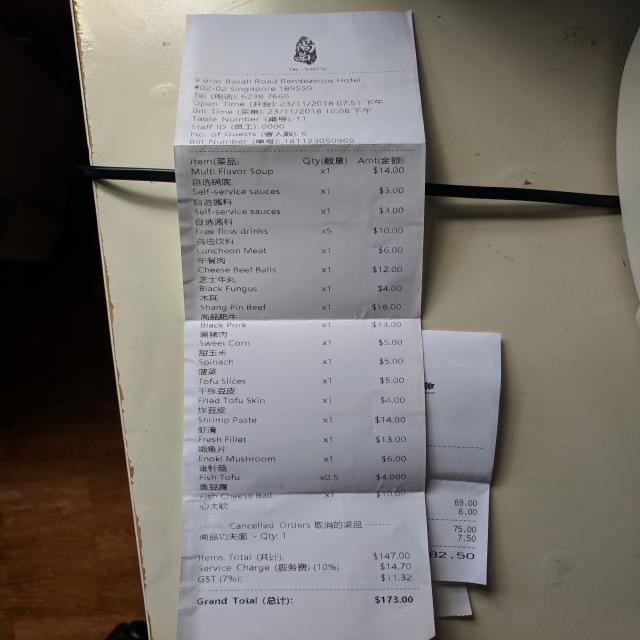 9 Bras Basah Road Rendezvous Hotel
#02-02 Singapore 189559
Tel (电话): 6238 7666
Open Time (开台): 23/11/2018 07:51 下午
Bill Time (买单): 23/11/2018 10:08 下午
Table Number (桌号): 11
Staff ID (员工): 0000
No. of Guests (客人数): 6
Bill Number (单号): 181123050969
Item(菜品) Qty(数量) Amt(金额)
Multi Flavor Soup x1 $14.00
自选锅底
Self-service sauces x1 $3.00
自选酱料
Self-service sauces x1 $3.00
自选酱料
Free flow drinks x5 $10.00
自选饮料
Luncheon Meat x1 $6.00
午餐肉
Cheese Beef Balls x1 $12.00
芝士牛丸
Black Fungus x1 $4.00
木耳
Shang Pin Beef x1 $16.00
尚品肥牛
Black Pork x1 $13.00
黑猪肉
Sweet Corn x1 $5.00
甜玉米
Spinach x1 $5.00
菠菜
Tofu Slices x1 $5.00
千张豆皮
Fried Tofu Skin x1 $4.00
炸豆皮
Shrimp Paste x1 $14.00
虾滑
Fresh Fillet x1 $13.00
嫩鱼片
Enoki Mushroom x1 $6.00
金针菇
Fish Tofu x0.5 $4.000
鱼豆腐
Fish Cheese Ball x1 $10.00
心太软
------ Cancelled Orders 取消的菜品 ------
尚品功夫面 - Qty: 1
Items Total (共计): $147.00
Service Charge (服务费) (10%): $14.70
GST (7%): $11.32
Grand Total (总计): $173.00
69.00
6.00
75.00
7.50
82.50